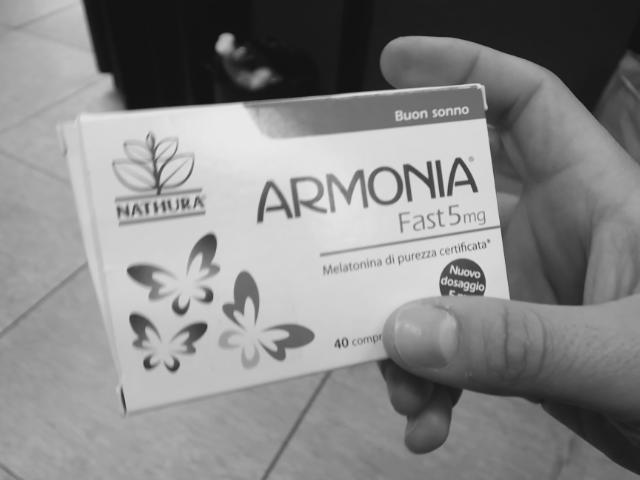 Buon sonno
NATHURA®
ARMONIA®
Fast 5mg
Melatonina di purezza certificata*
Nuovo
dosaggio
40